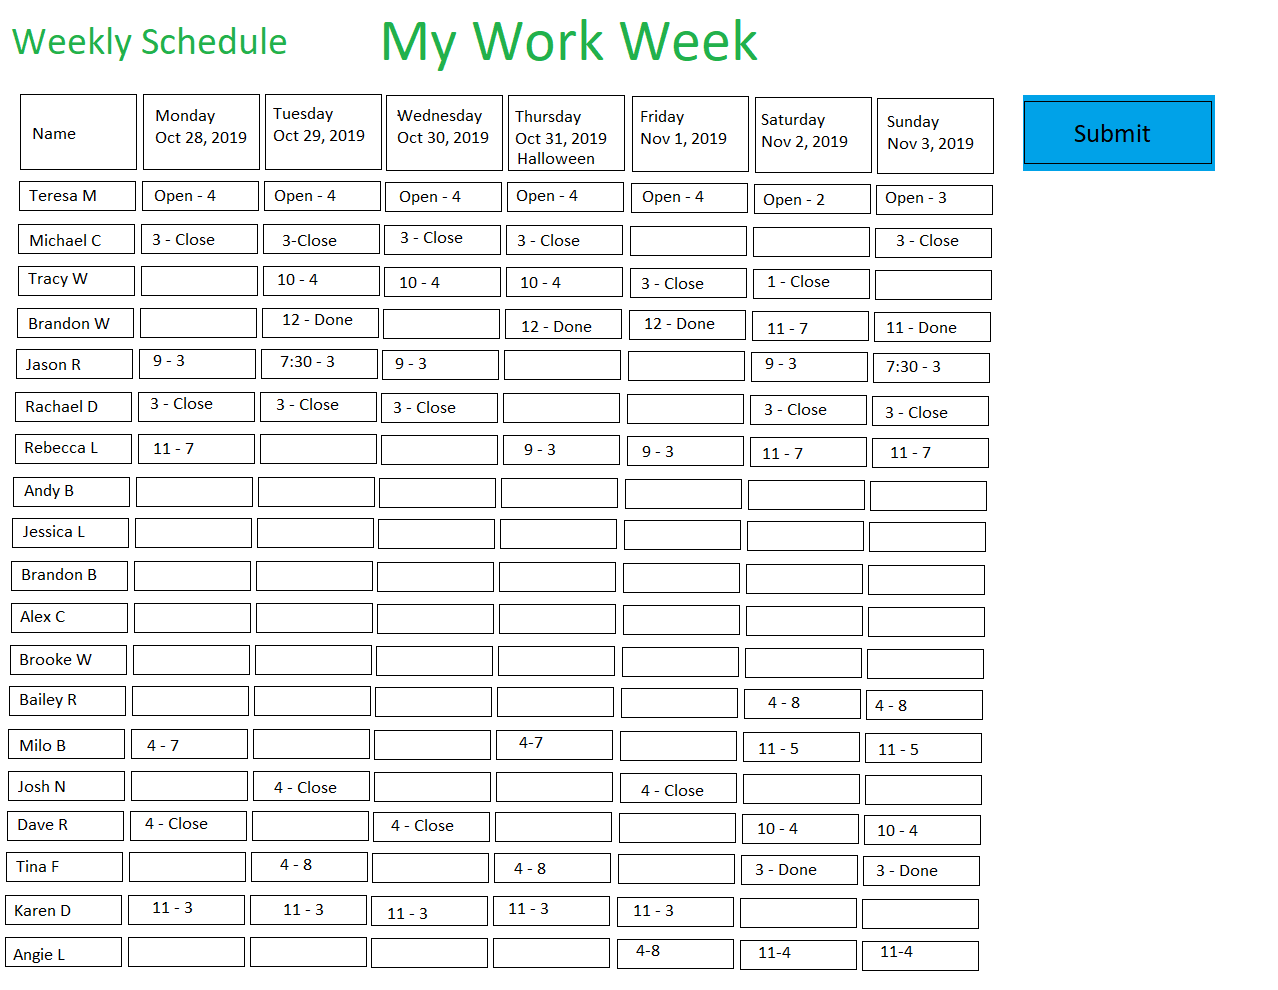 Weekly Schedule My Work Week
Name Monday Oct 28, 2019 Tuesday Oct 29, 2019 Wednesday Oct 30, 2019 Thursday Oct 31, 2019 Halloween Friday Nov 1, 2019 Saturday Nov 2, 2019 Sunday Nov 3, 2019 Submit
Teresa M Open - 4 Open - 4 Open - 4 Open - 4 Open - 4 Open - 2 Open - 3
Michael C 3 - Close 3-Close 3 - Close 3 - Close 3 - Close
Tracy W 10 - 4 10 - 4 10 - 4 3 - Close 1 - Close
Brandon W 12 - Done 12 - Done 12 - Done 11 - 7 11 - Done
Jason R 9 - 3 7:30 - 3 9 - 3 9 - 3 7:30 - 3
Rachael D 3 - Close 3 - Close 3 - Close 3 - Close 3 - Close
Rebecca L 11 - 7 9 - 3 9 - 3 11 - 7 11 - 7
Andy B
Jessica L
Brandon B
Alex C
Brooke W
Bailey R 4 - 8 4 - 8
Milo B 4 - 7 4-7 11 - 5 11 - 5
Josh N 4 - Close 4 - Close
Dave R 4 - Close 4 - Close 10 - 4 10 - 4
Tina F 4 - 8 4 - 8 3 - Done 3 - Done
Karen D 11 - 3 11 - 3 11 - 3 11 - 3 11 - 3
Angie L 4-8 11-4 11-4